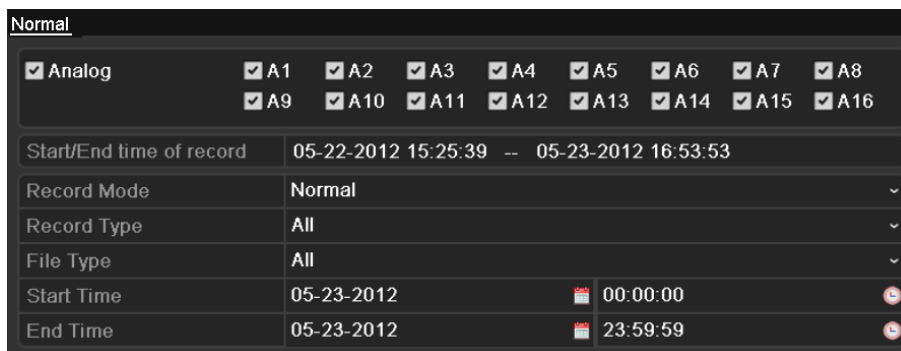 Normal
Analog A1 A2 A3 A4 A5 A6 A7 A8
A9 A10 A11 A12 A13 A14 A15 A16
Start/End time of record 05-22-2012 15:25:39 -- 05-23-2012 16:53:53
Record Mode Normal
Record Type All
File Type All
Start Time 05-23-2012 00:00:00
End Time 05-23-2012 23:59:59